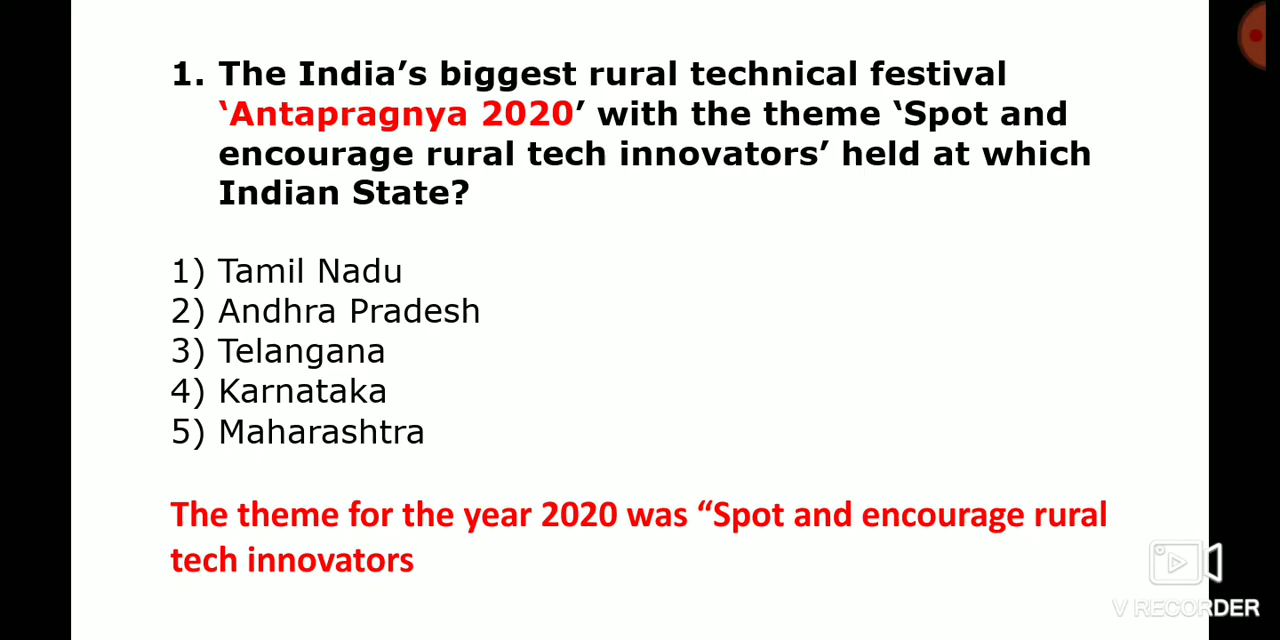 1. The India’s biggest rural technical festival
‘Antapragnya 2020’ with the theme ‘Spot and
encourage rural tech innovators’ held at which
Indian State?
1) Tamil Nadu
2) Andhra Pradesh
3) Telangana
4) Karnataka
5) Maharashtra
The theme for the year 2020 was “Spot and encourage rural
tech innovators
V RECORDER